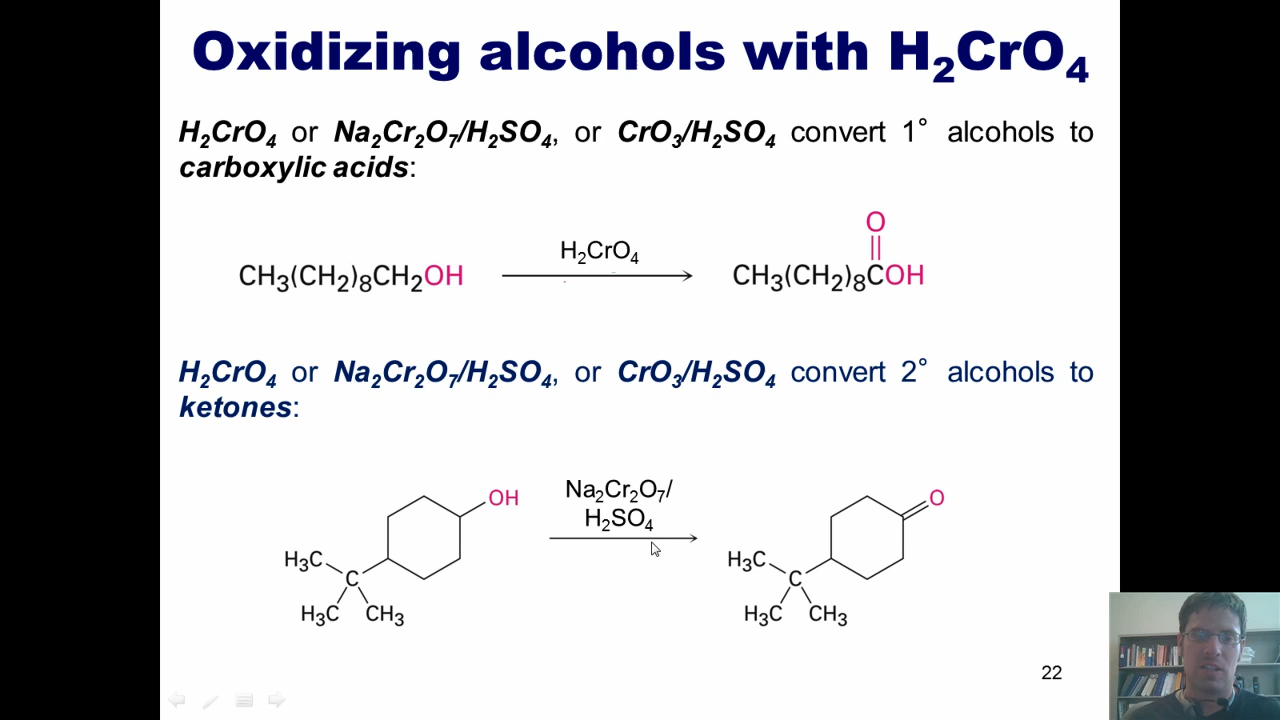 Oxidizing alcohols with H₂CrO₄
H₂CrO₄ or Na₂Cr₂O₇/H₂SO₄, or CrO₃/H₂SO₄ convert 1° alcohols to
carboxylic acids:
O
H₂CrO₄
CH₃(CH₂)₈CH₂OH
CH₃(CH₂)₈COH
H₂CrO₄ or Na₂Cr₂O₇/H₂SO₄, or CrO₃/H₂SO₄ convert 2° alcohols to
ketones:
OH
Na₂Cr₂O₇/
H₂SO₄
O
H₃C
C
H₃C CH₃
H₃C
C
H₃C CH₃
22